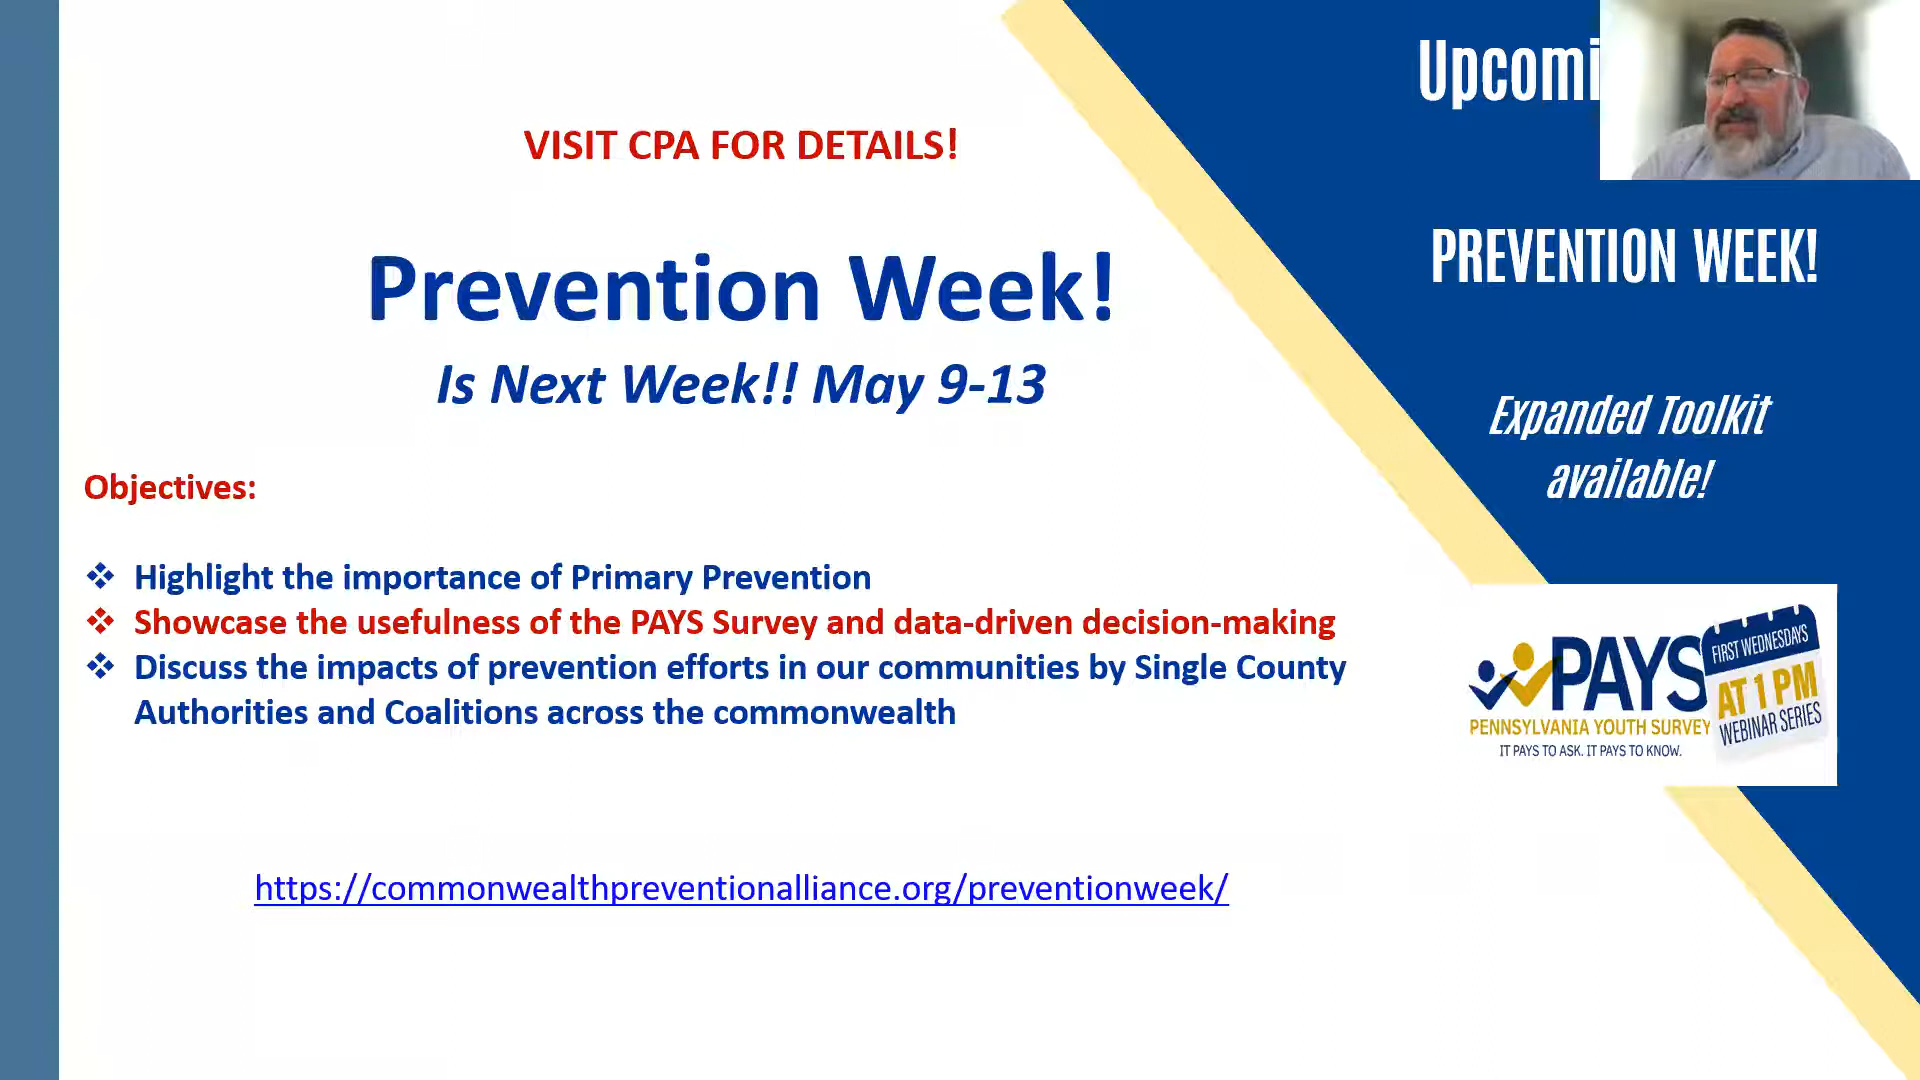 VISIT CPA FOR DETAILS!
Prevention Week!
Is Next Week!! May 9-13
Objectives:
❖ Highlight the importance of Primary Prevention
❖ Showcase the usefulness of the PAYS Survey and data-driven decision-making
❖ Discuss the impacts of prevention efforts in our communities by Single County
Authorities and Coalitions across the commonwealth
https://commonwealthpreventionalliance.org/preventionweek/
Upcomi
PREVENTION WEEK!
Expanded Toolkit
available!
PAYS
PENNSYLVANIA YOUTH SURVEY
IT PAYS TO ASK. IT PAYS TO KNOW.
FIRST WEDNESDAYS
AT 1 PM
WEBINAR SERIES